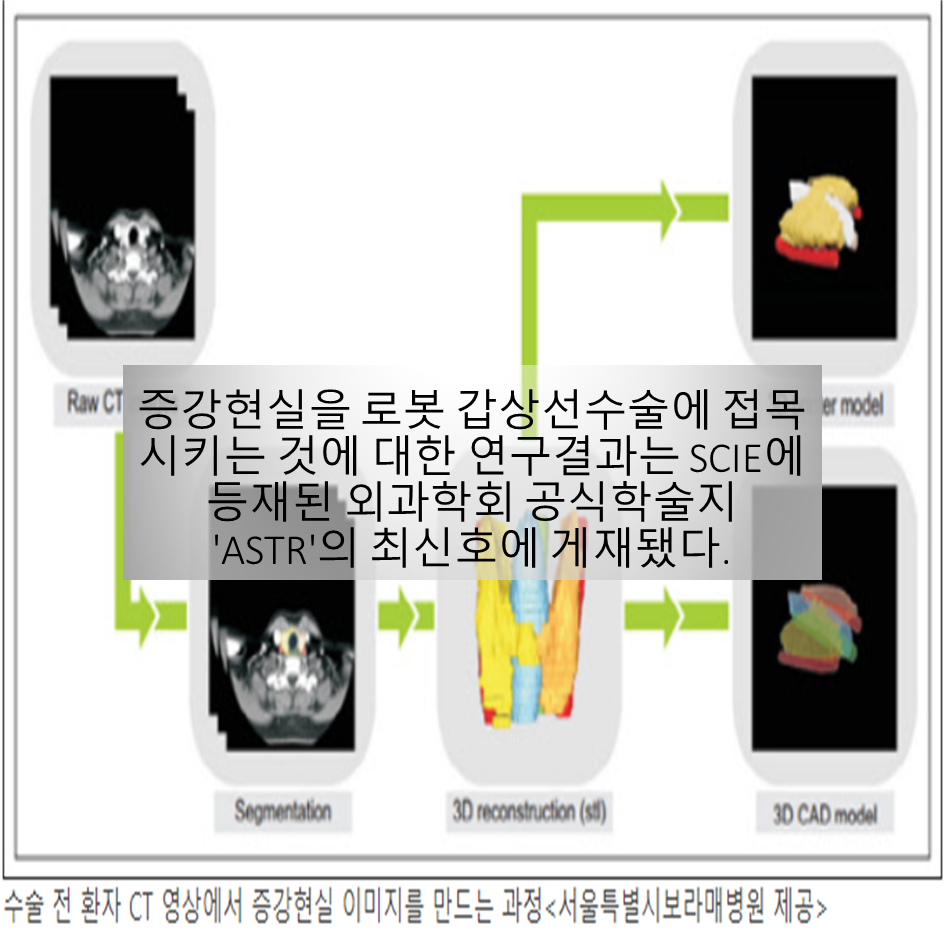 Raw CT
증강현실을 로봇 갑상선수술에 접목
시키는 것에 대한 연구결과는 SCIE에
등재된 외과학회 공식학술지
'ASTR'의 최신호에 게재됐다.
model
Segmentation
3D reconstruction (stl)
3D CAD model
수술 전 환자 CT 영상에서 증강현실 이미지를 만드는 과정<서울특별시보라매병원 제공>